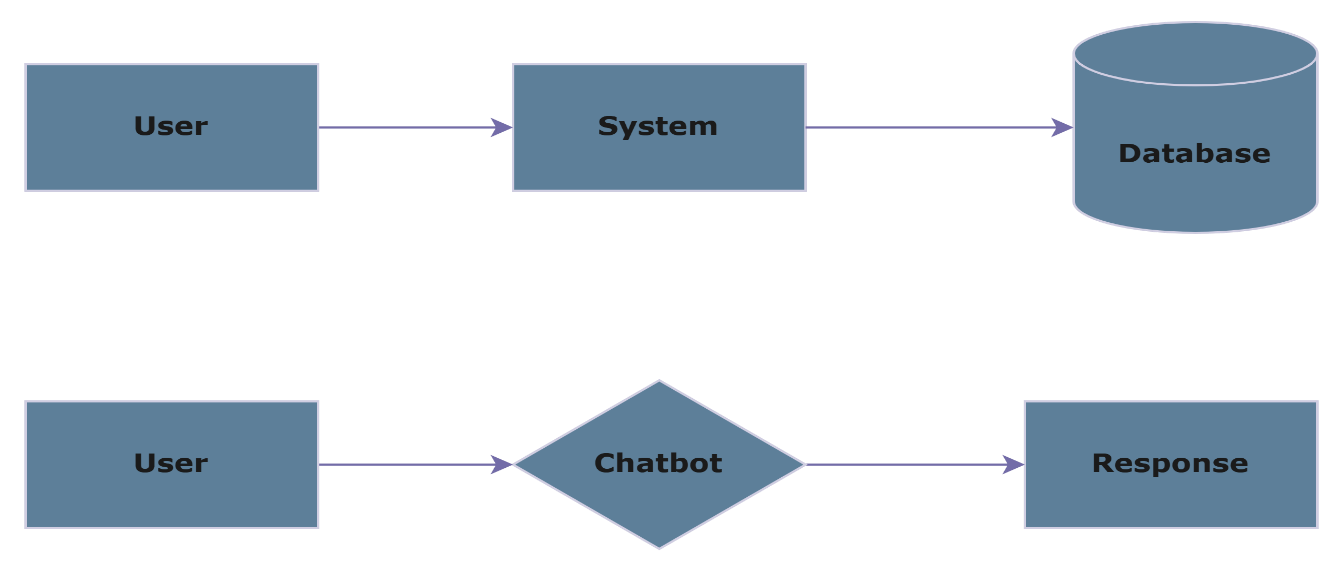 User
System
Database
User
Chatbot
Response